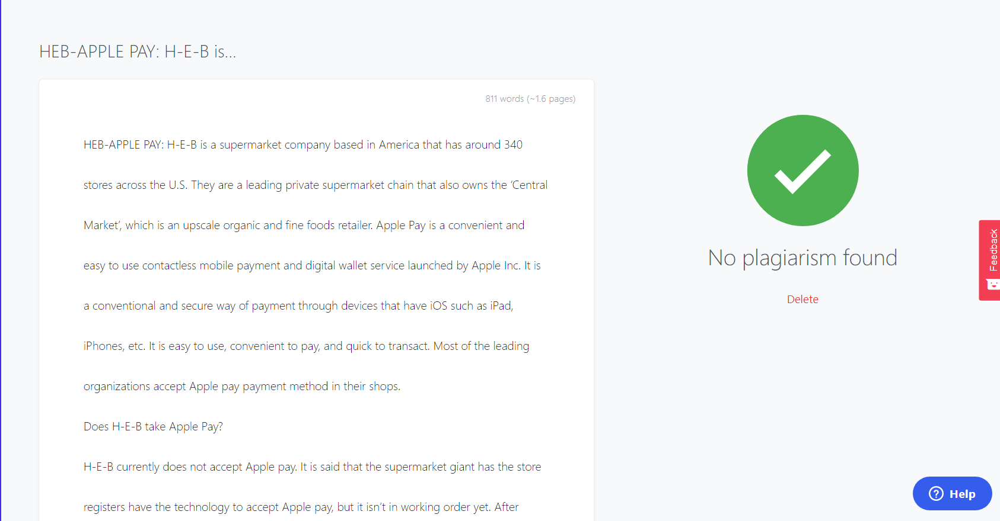 HEB-APPLE PAY: H-E-B is...
811 words (~1.6 pages)
HEB-APPLE PAY: H-E-B is a supermarket company based in America that has around 340
stores across the U.S. They are a leading private supermarket chain that also owns the ‘Central
Market’, which is an upscale organic and fine foods retailer. Apple Pay is a convenient and
easy to use contactless mobile payment and digital wallet service launched by Apple Inc. It is
a conventional and secure way of payment through devices that have iOS such as iPad,
iPhones, etc. It is easy to use, convenient to pay, and quick to transact. Most of the leading
organizations accept Apple pay payment method in their shops.
Does H-E-B take Apple Pay?
H-E-B currently does not accept Apple pay. It is said that the supermarket giant has the store
registers have the technology to accept Apple pay, but it isn’t in working order yet. After
No plagiarism found
Delete
Feedback
Help